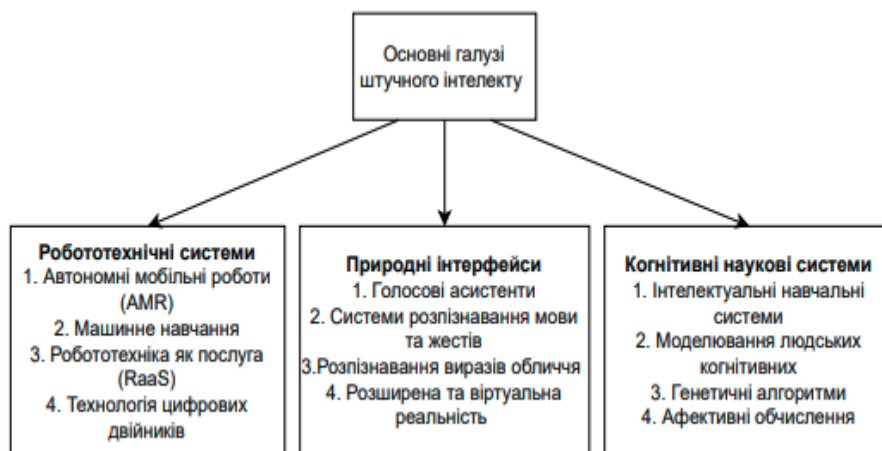 Основні галузі
штучного інтелекту
Робототехнічні системи
1. Автономні мобільні роботи
(AMR)
2. Машинне навчання
3. Робототехніка як послуга
(RaaS)
4. Технологія цифрових
двійників
Природні інтерфейси
1. Голосові асистенти
2. Системи розпізнавання мови
та жестів
3.Розпізнавання виразів обличчя
4. Розширена та віртуальна
реальність
Когнітивні наукові системи
1. Інтелектуальні навчальні
системи
2. Моделювання людських
когнітивних
3. Генетичні алгоритми
4. Афективні обчислення